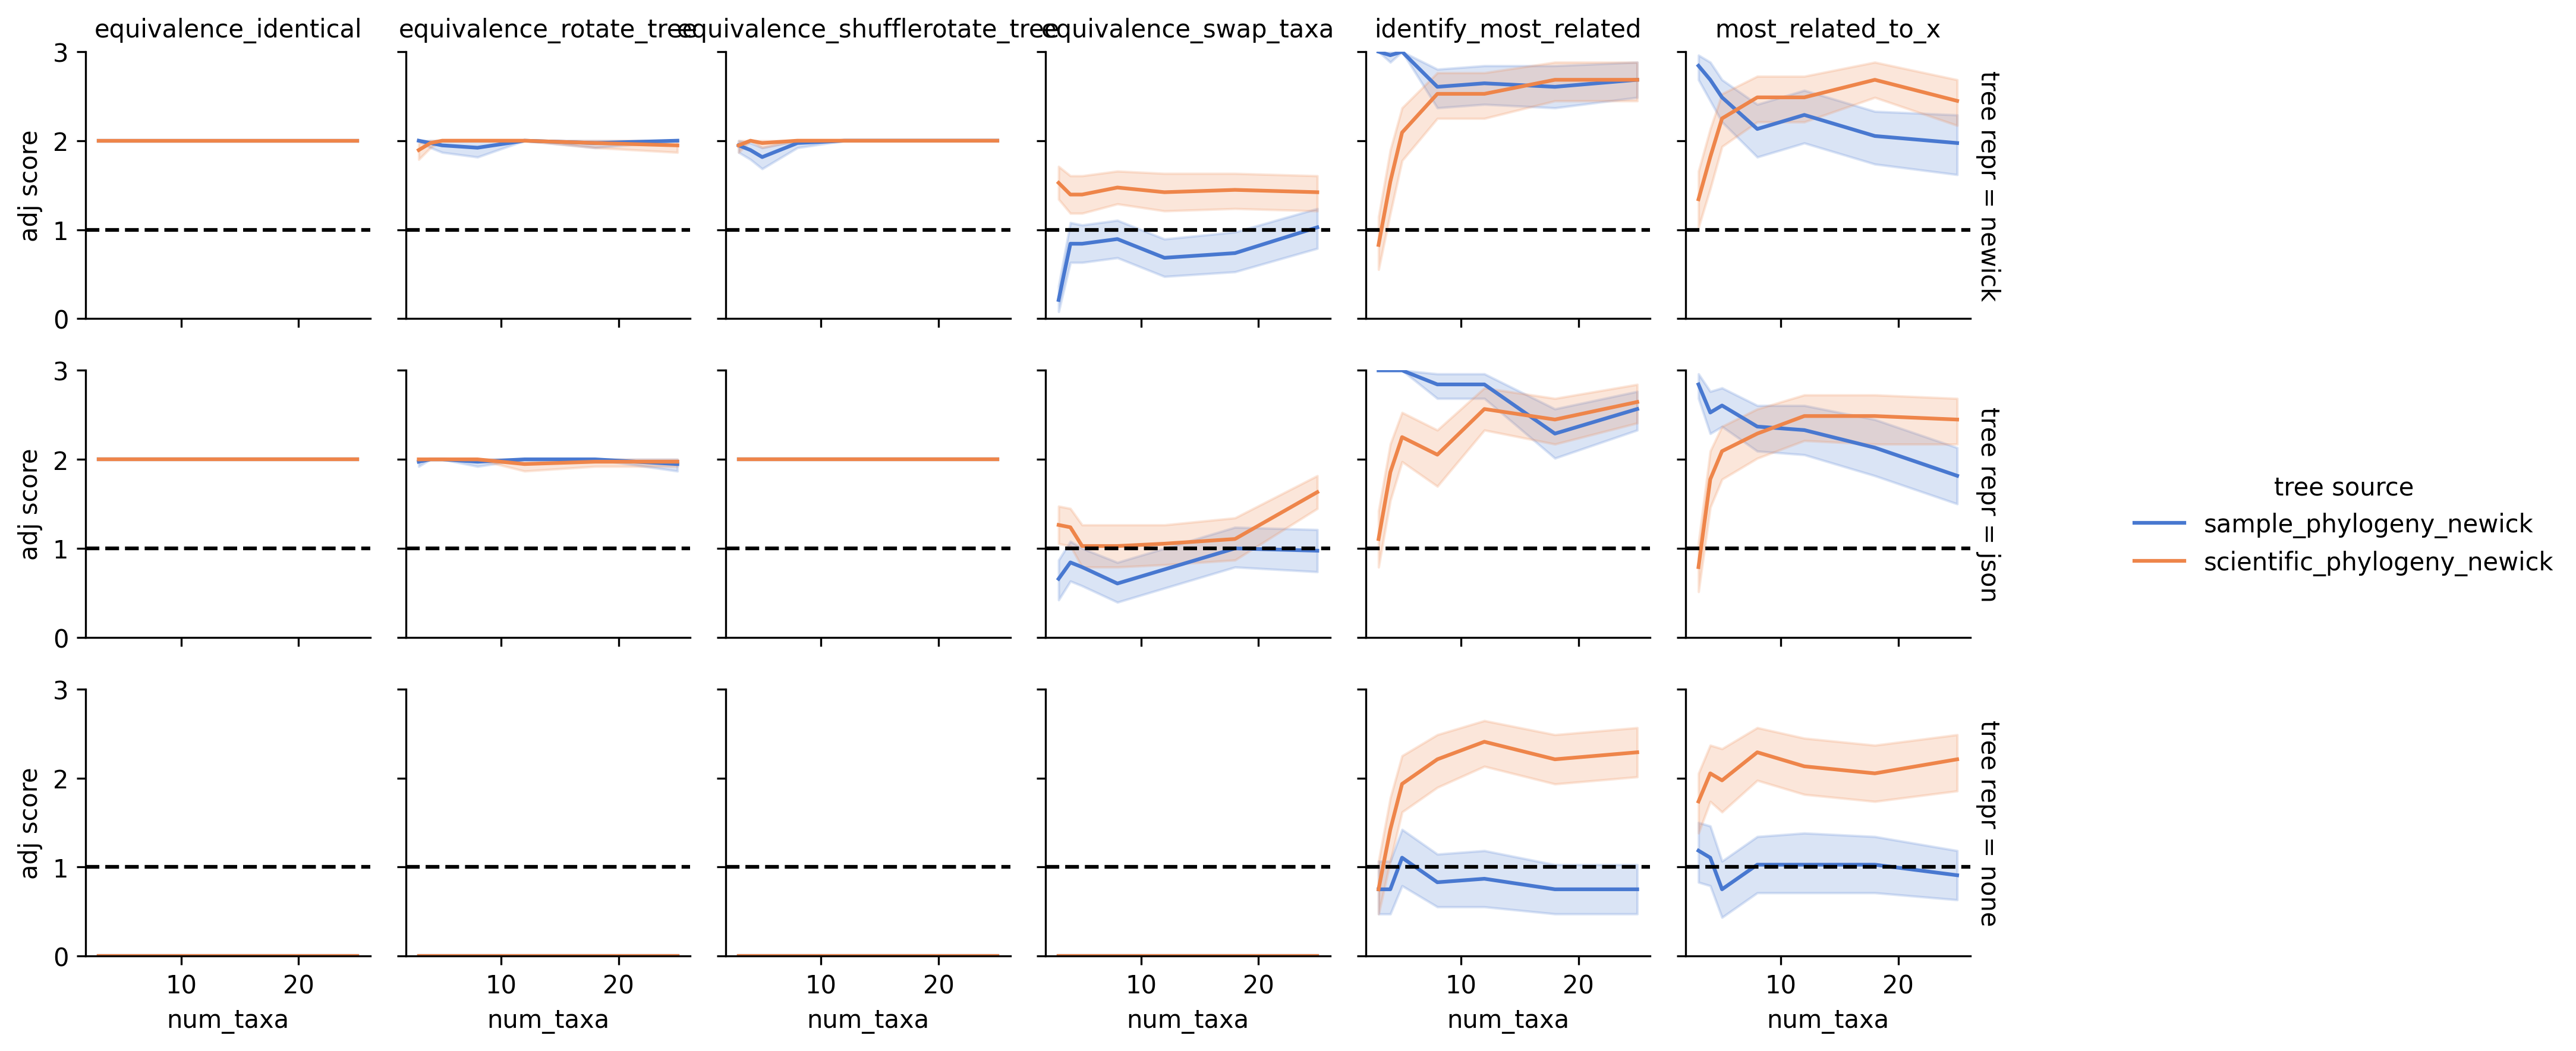 equivalence_identical
equivalence_rotate_tree
equivalence_shufflerotate_tree
equivalence_swap_taxa
identify_most_related
most_related_to_x
3
2
1
0
adj score
tree repr = newick
3
2
1
0
adj score
tree repr = json
tree source
sample_phylogeny_newick
scientific_phylogeny_newick
3
2
1
0
adj score
tree repr = none
10 20
10 20
10 20
10 20
10 20
10 20
num_taxa
num_taxa
num_taxa
num_taxa
num_taxa
num_taxa